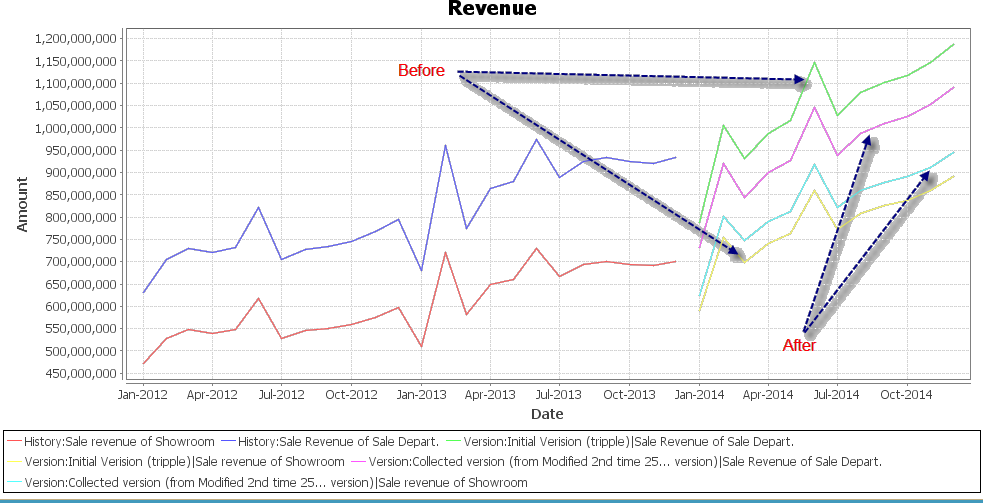 Revenue
1,200,000,000
1,150,000,000
1,100,000,000
1,050,000,000
1,000,000,000
950,000,000
900,000,000
850,000,000
800,000,000
750,000,000
700,000,000
650,000,000
600,000,000
550,000,000
500,000,000
450,000,000
Amount
Before
After
Jan-2012 Apr-2012 Jul-2012 Oct-2012 Jan-2013 Apr-2013 Jul-2013 Oct-2013 Jan-2014 Apr-2014 Jul-2014 Oct-2014
Date
History:Sale revenue of Showroom History:Sale Revenue of Sale Depart. Version:Initial Verision (tripple)|Sale Revenue of Sale Depart.
Version:Initial Verision (tripple)|Sale revenue of Showroom Version:Collected version (from Modified 2nd time 25... version)|Sale Revenue of Sale Depart.
Version:Collected version (from Modified 2nd time 25... version)|Sale revenue of Showroom